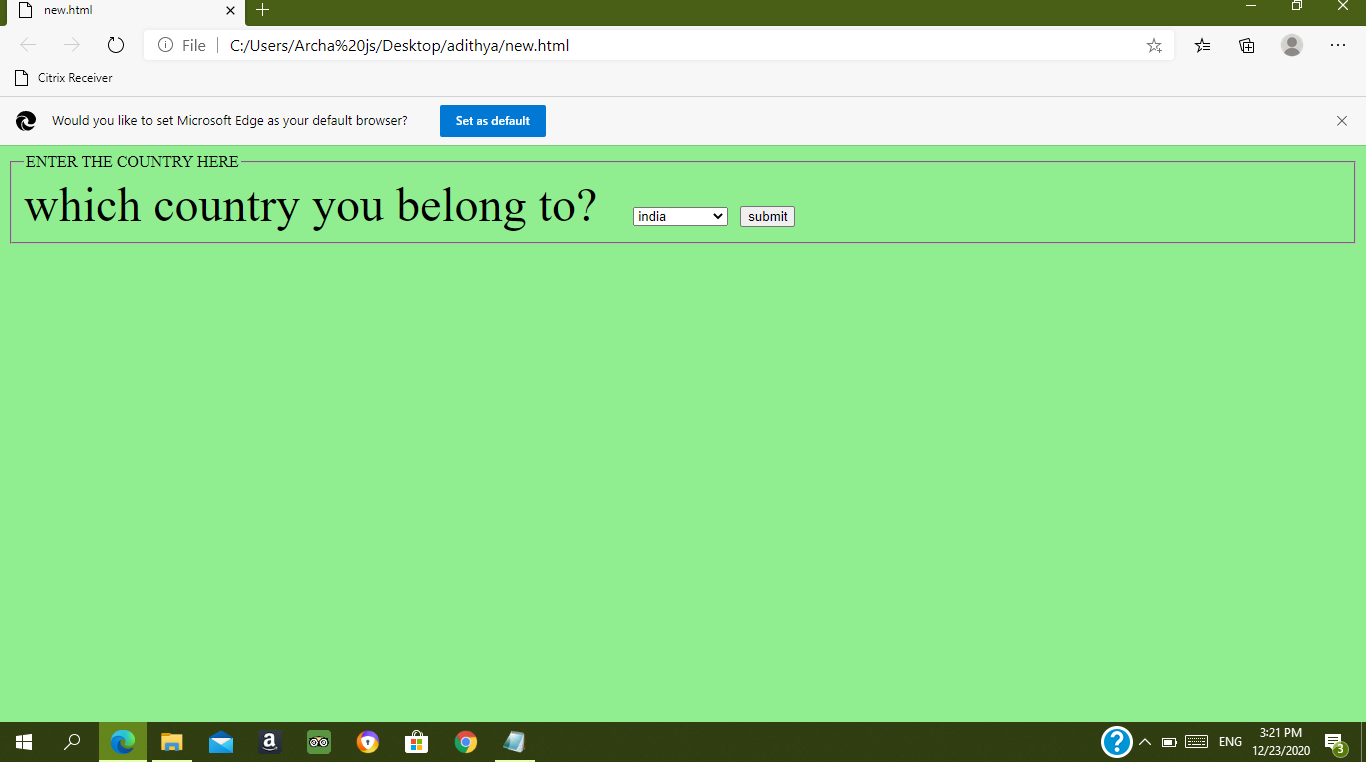 new.html
File C:/Users/Archa%20js/Desktop/adithya/new.html
Citrix Receiver
Would you like to set Microsoft Edge as your default browser? Set as default
ENTER THE COUNTRY HERE
which country you belong to? india submit
a
? ENG 3:21 PM
12/23/2020
3